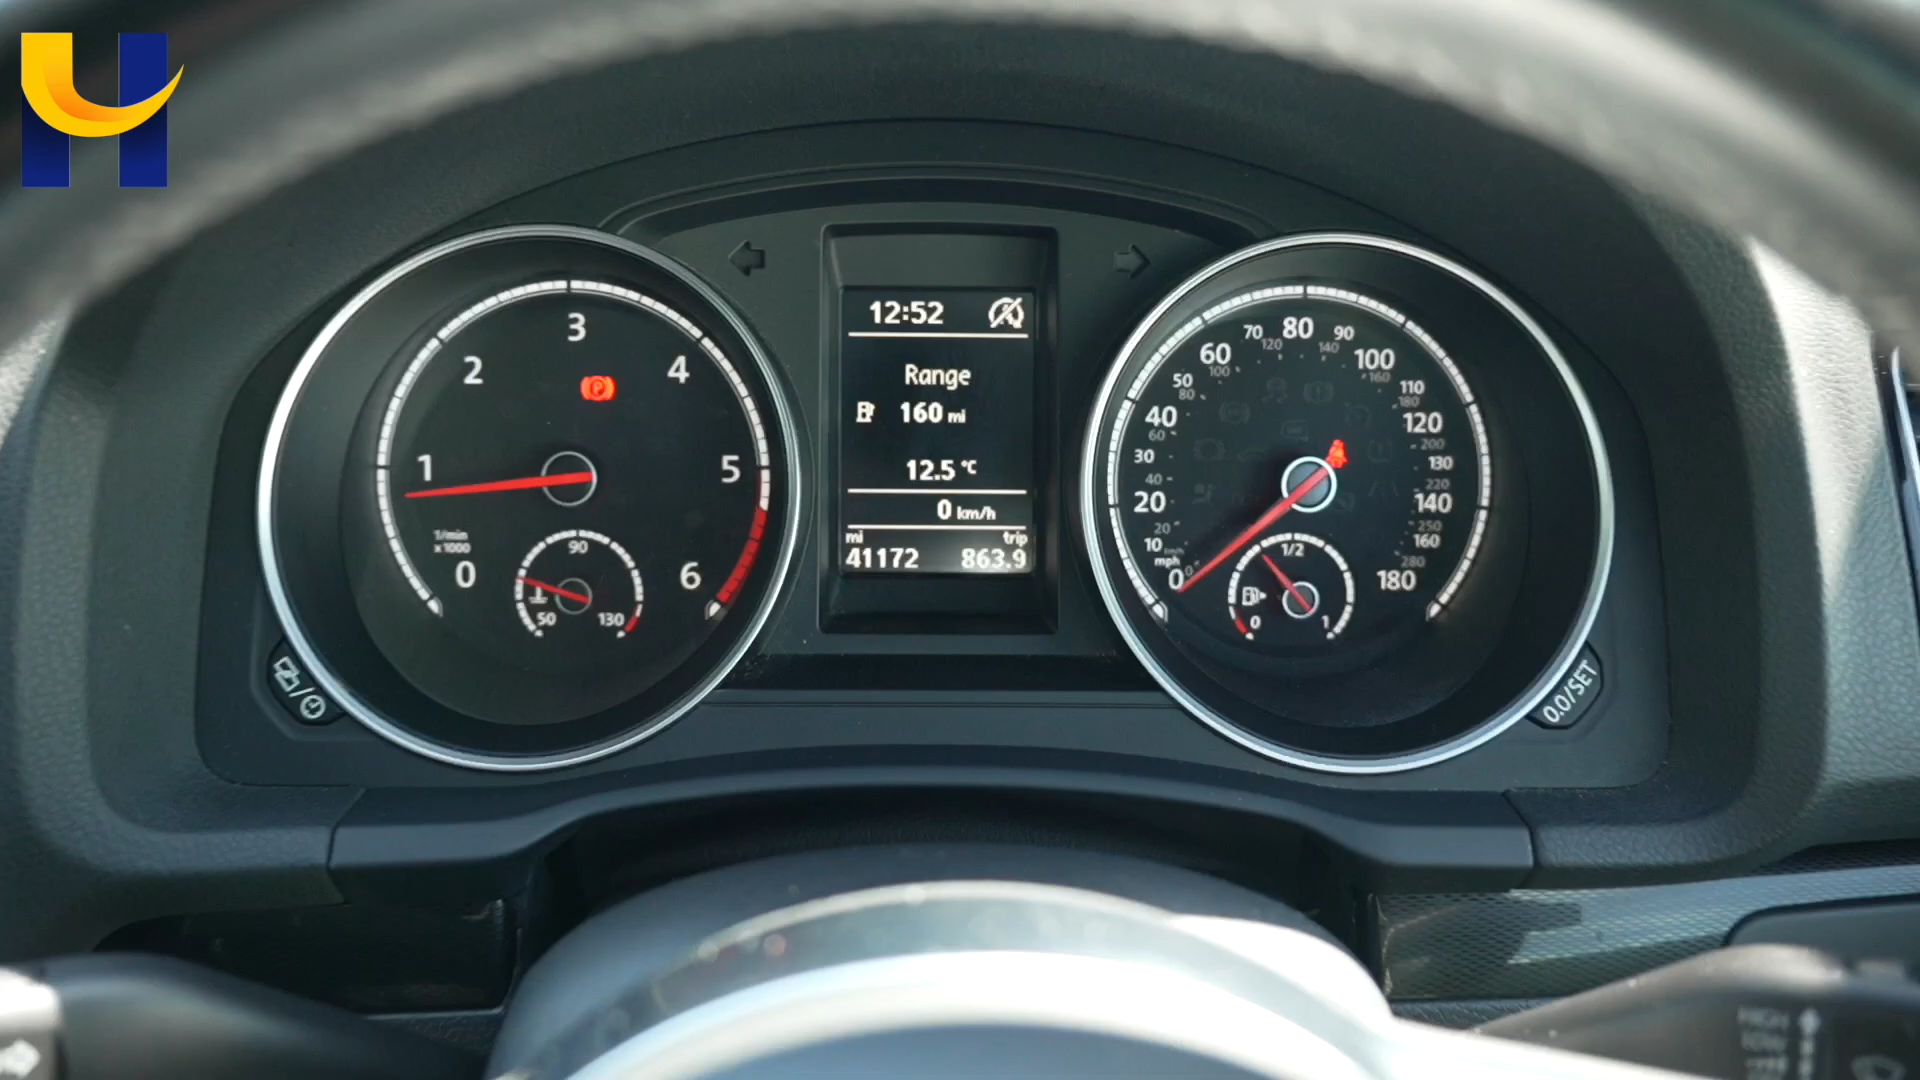 12:52
Range
160 mi
12.5 °C
0 km/h
mi trip
41172 863.9
0 1 2 3 4 5 6
1/min
x1000
50 90 130
0 20 30 40 50 60 70 80 90 100 110 120 130 140 160 180
mph
km/h
10
20 40 60 80 100 120 140 160 180 200 220 250 280
0 1/2 1
0.0/SET
HIGH
LOW